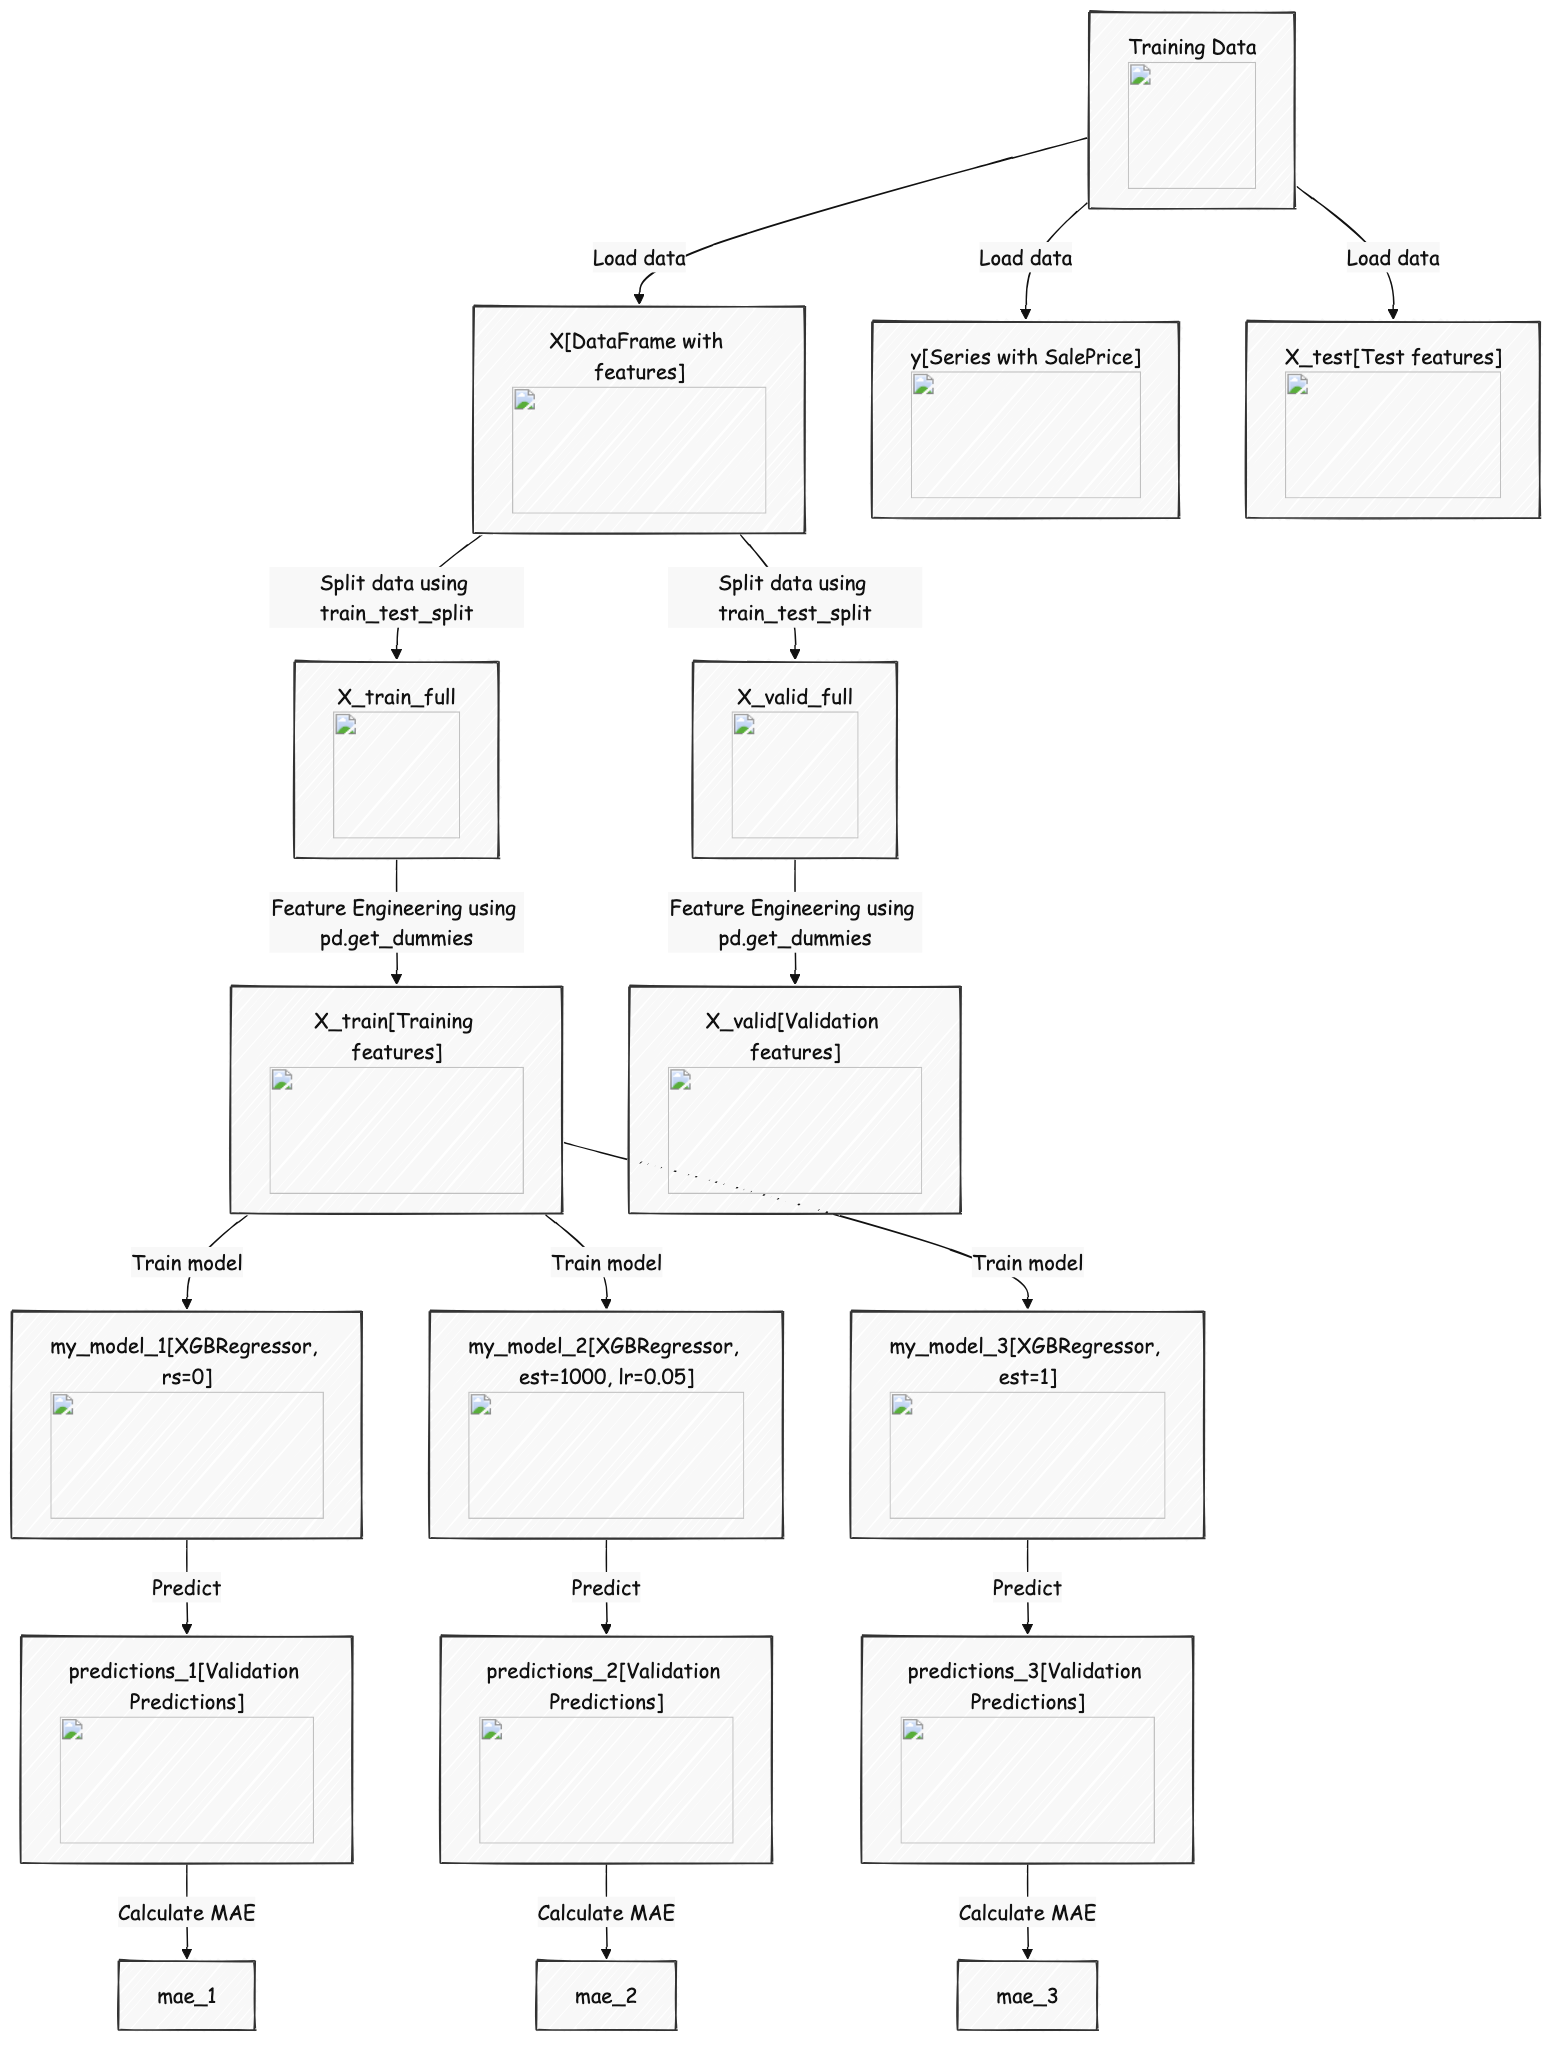 Training Data
Load data
Load data
Load data
X[DataFrame with
features]
y[Series with SalePrice]
X_test[Test features]
Split data using
train_test_split
Split data using
train_test_split
X_train_full
X_valid_full
Feature Engineering using
pd.get_dummies
Feature Engineering using
pd.get_dummies
X_train[Training
features]
X_valid[Validation
features]
Train model
Train model
Train model
my_model_1[XGBRegressor,
rs=0]
my_model_2[XGBRegressor,
est=1000, lr=0.05]
my_model_3[XGBRegressor,
est=1]
Predict
Predict
Predict
predictions_1[Validation
Predictions]
predictions_2[Validation
Predictions]
predictions_3[Validation
Predictions]
Calculate MAE
Calculate MAE
Calculate MAE
mae_1
mae_2
mae_3